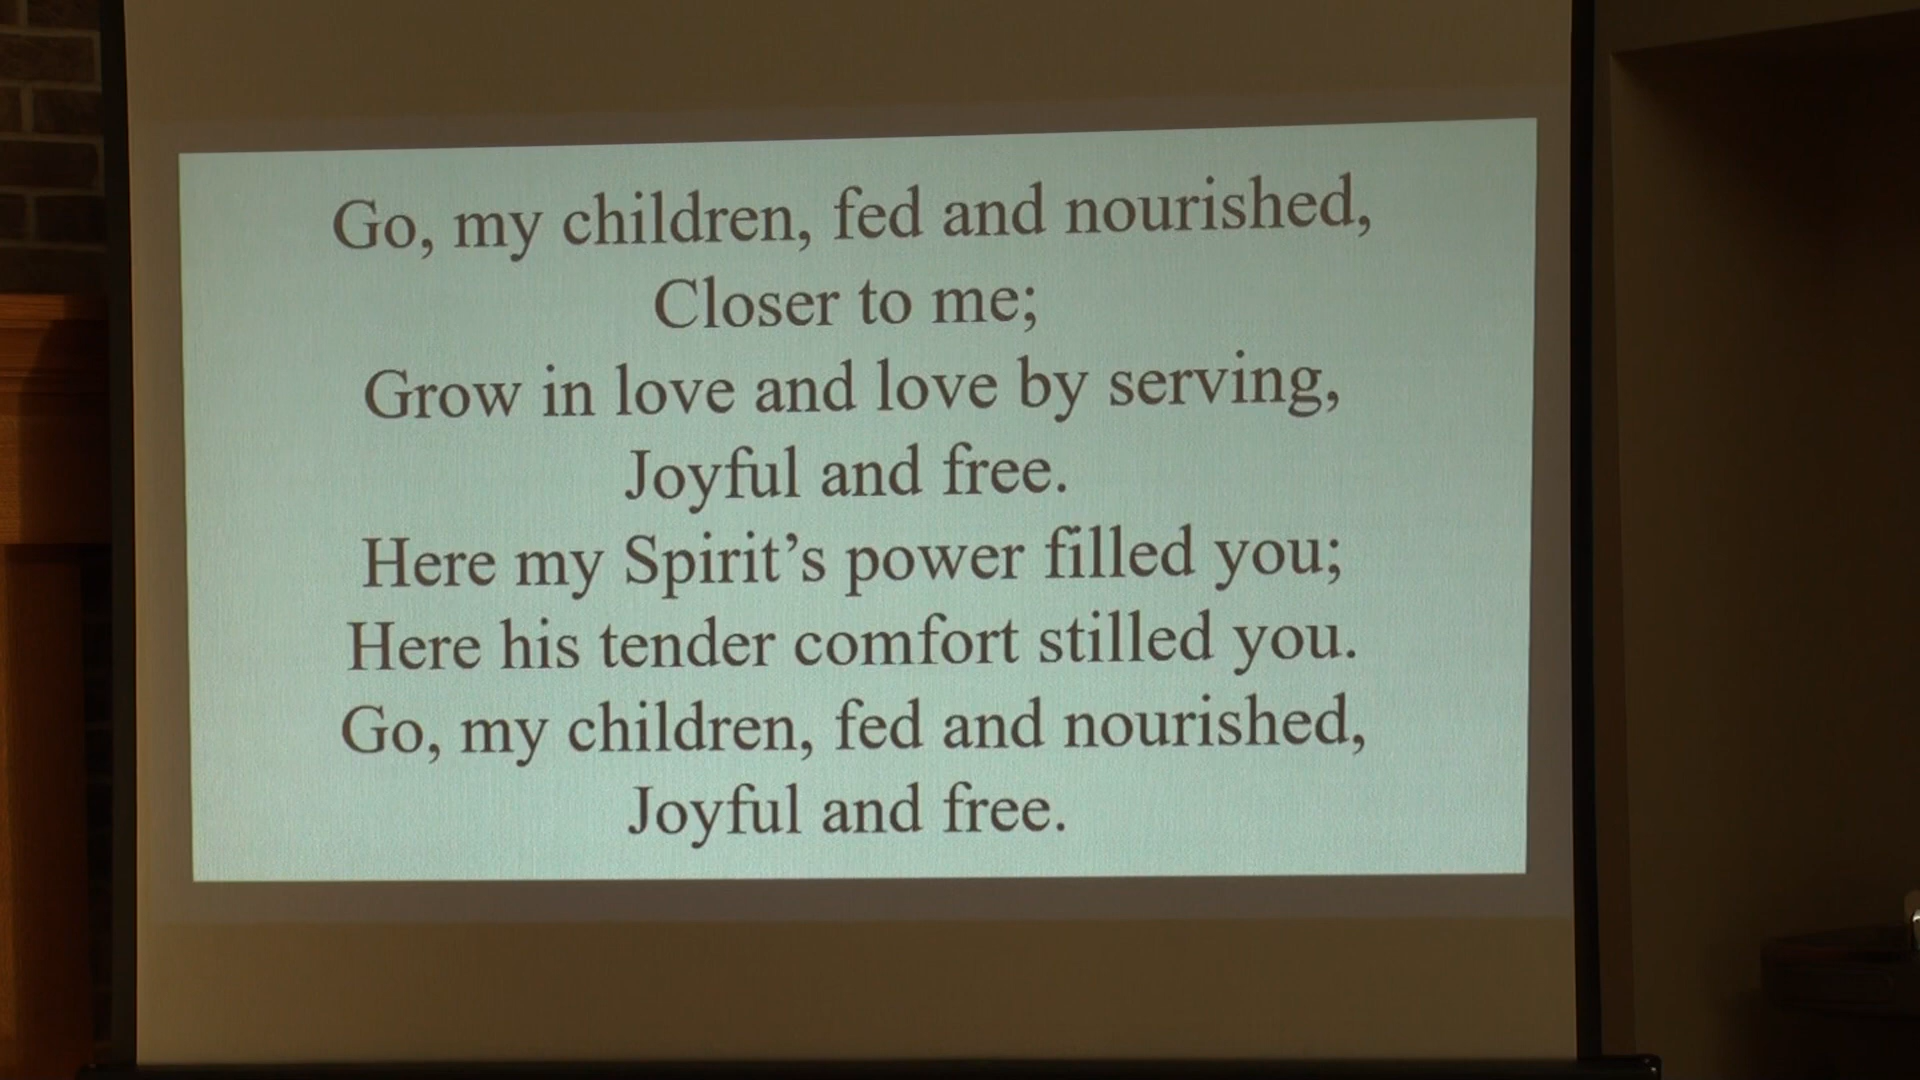 Go, my children, fed and nourished,
Closer to me;
Grow in love and love by serving,
Joyful and free.
Here my Spirit’s power filled you;
Here his tender comfort stilled you.
Go, my children, fed and nourished,
Joyful and free.